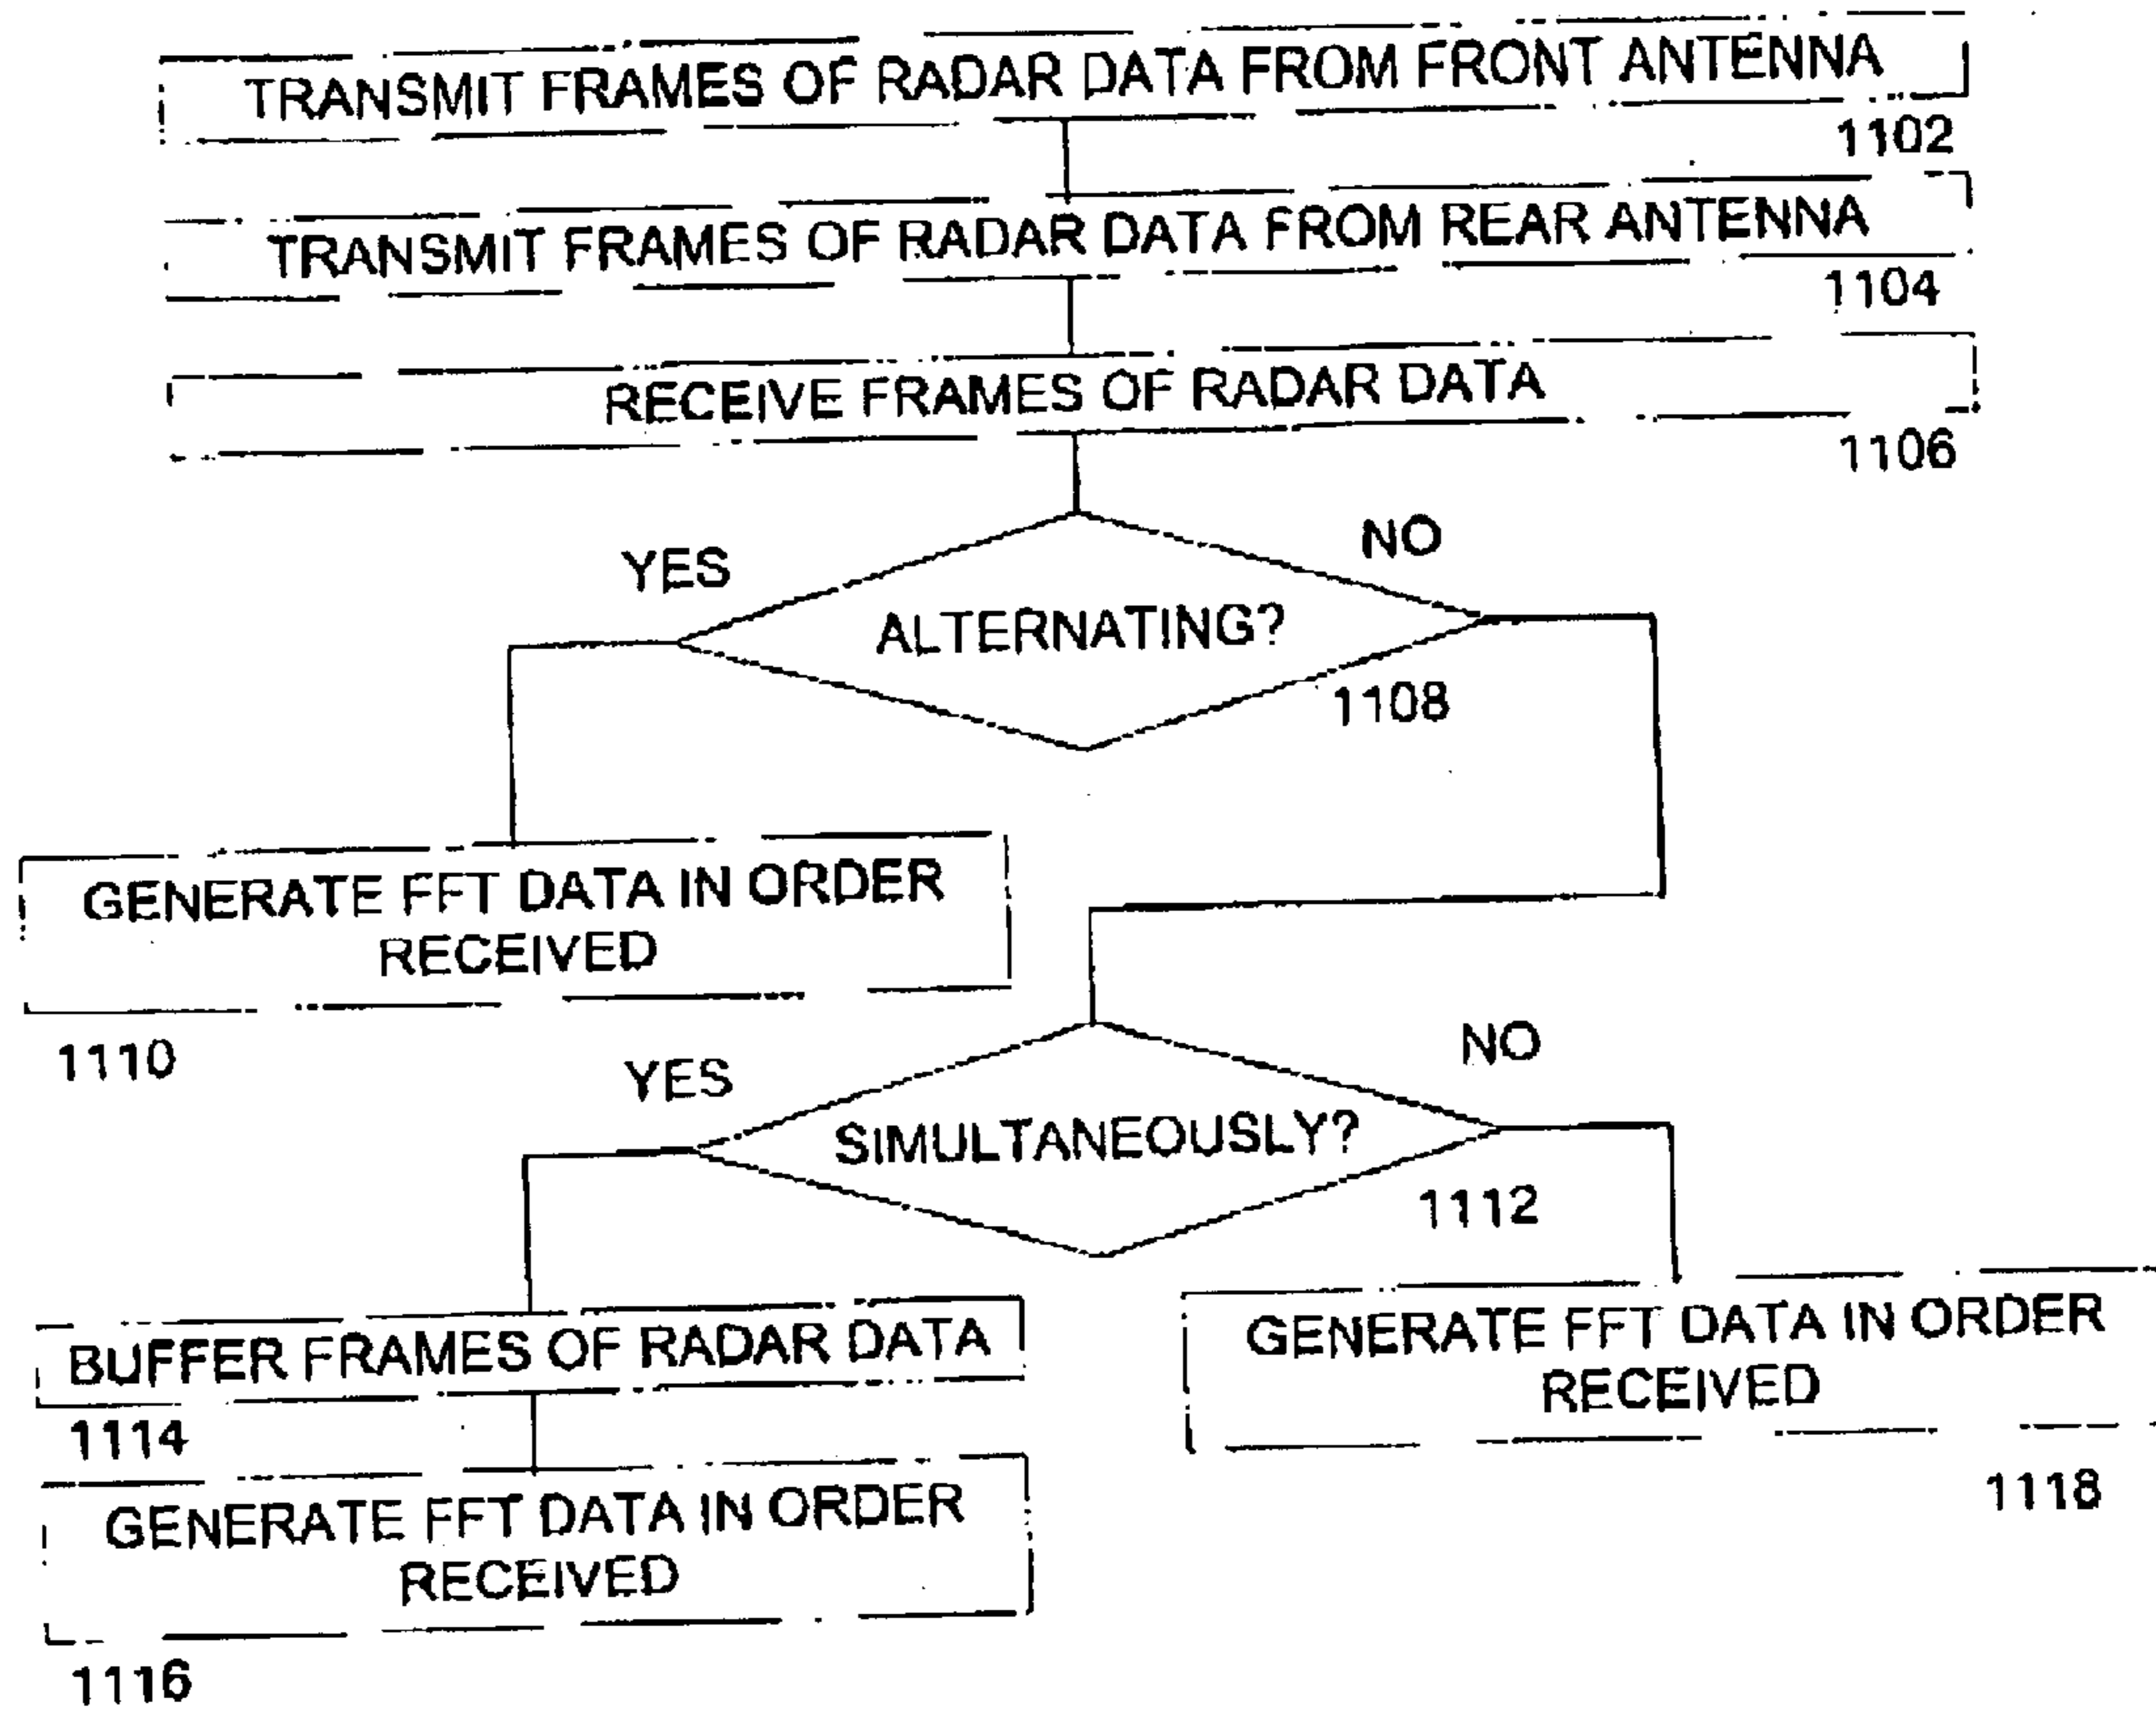 TRANSMIT FRAMES OF RADAR DATA FROM FRONT ANTENNA
1102
TRANSMIT FRAMES OF RADAR DATA FROM REAR ANTENNA
1104
RECEIVE FRAMES OF RADAR DATA
1106
YES
NO
ALTERNATING?
1108
GENERATE FFT DATA IN ORDER
RECEIVED
1110
YES
NO
SIMULTANEOUSLY?
1112
BUFFER FRAMES OF RADAR DATA
1114
GENERATE FFT DATA IN ORDER
RECEIVED
1118
GENERATE FFT DATA IN ORDER
RECEIVED
1116